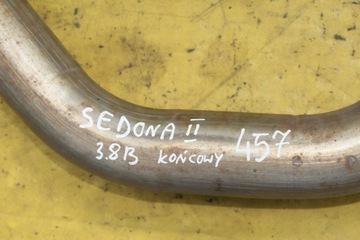 SEDONA II 457
3.8B KOŃCOWY